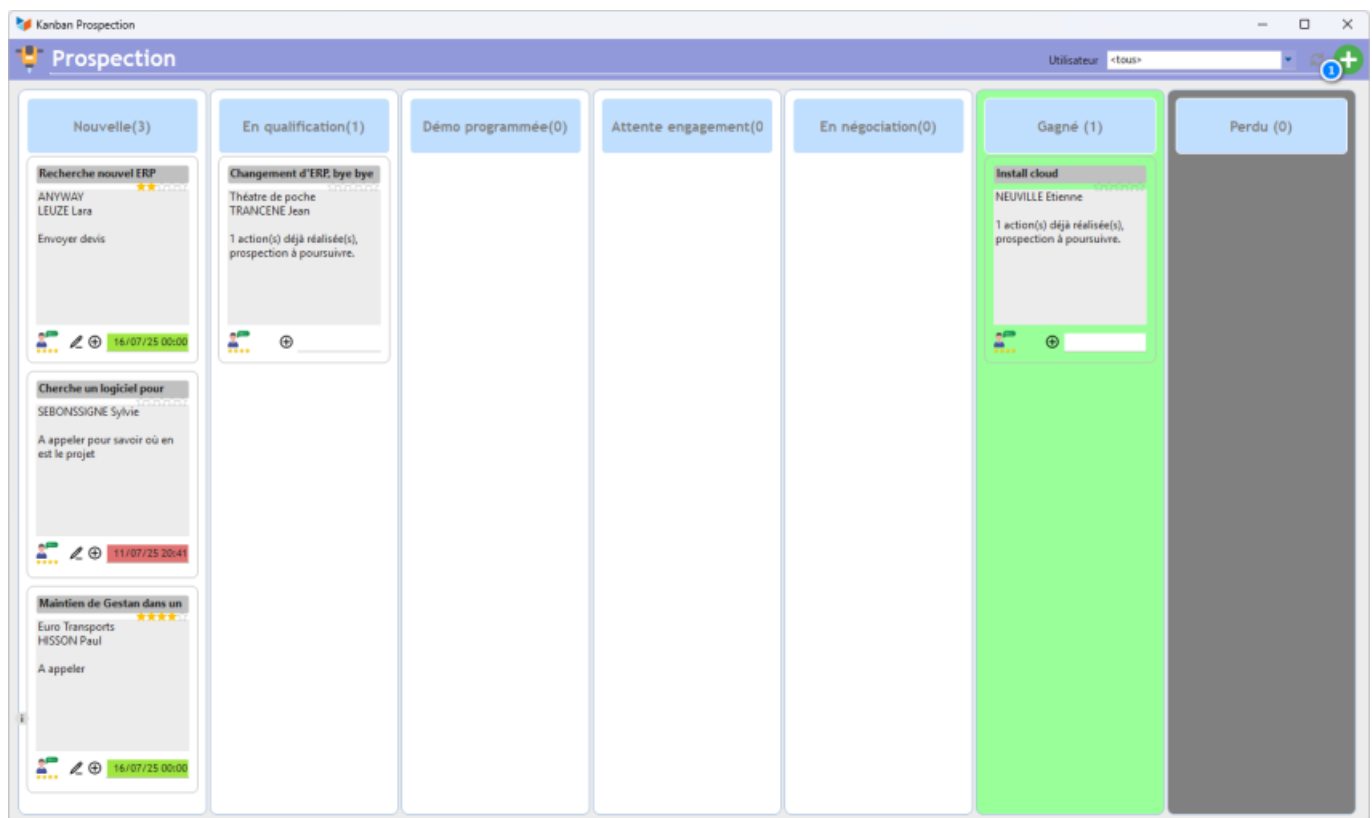 Kanban Prospection
Prospection
Utilisateur <tous>
1
Nouvelle(3)
Recherche nouvel ERP
ANYWAY
LEUZE Lara
Envoyer devis
16/07/25 00:00
Cherche un logiciel pour
SEBONSSIGNE Sylvie
A appeler pour savoir où en
est le projet
11/07/25 20:41
Maintien de Gestan dans un
Euro Transports
HISSON Paul
A appeler
16/07/25 00:00
En qualification(1)
Changement d'ERP, bye bye
Théatre de poche
TRANCENE Jean
1 action(s) déjà réalisée(s),
prospection à poursuivre.
Démo programmée(0)
Attente engagement(0
En négociation(0)
Gagné (1)
Install cloud
NEUVILLE Etienne
1 action(s) déjà réalisée(s),
prospection à poursuivre.
Perdu (0)